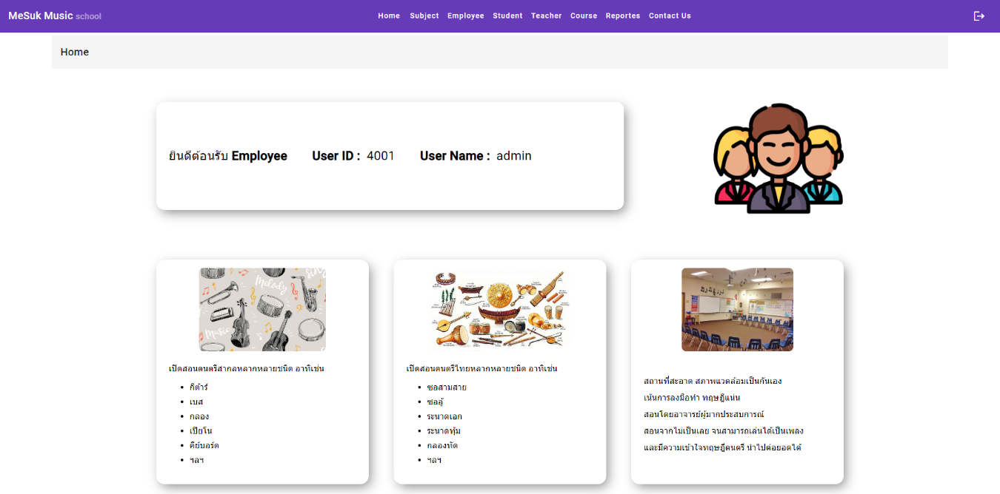 MeSuk Music school
Home Subject Employee Student Teacher Course Reportes Contact Us
Home
ยินดีต้อนรับ Employee User ID : 4001 User Name : admin
Melody
Music
เปิดสอนดนตรีสากลหลากหลายชนิด อาทิเช่น
กีต้าร์
เบส
กลอง
เปียโน
คีย์บอร์ด
ฯลฯ
เปิดสอนดนตรีไทยหลากหลายชนิด อาทิเช่น
ซอสามสาย
ซออู้
ระนาดเอก
ระนาดทุ้ม
กลองทัด
ฯลฯ
สถานที่สะอาด สภาพแวดล้อมเป็นกันเอง
เน้นการลงมือทำ ทฤษฎีแน่น
สอนโดยอาจารย์ผู้มากประสบการณ์
สอนจากไม่เป็นเลย จนสามารถเล่นได้เป็นเพลง
และมีความเข้าใจทฤษฎีดนตรี นำไปต่อยอดได้